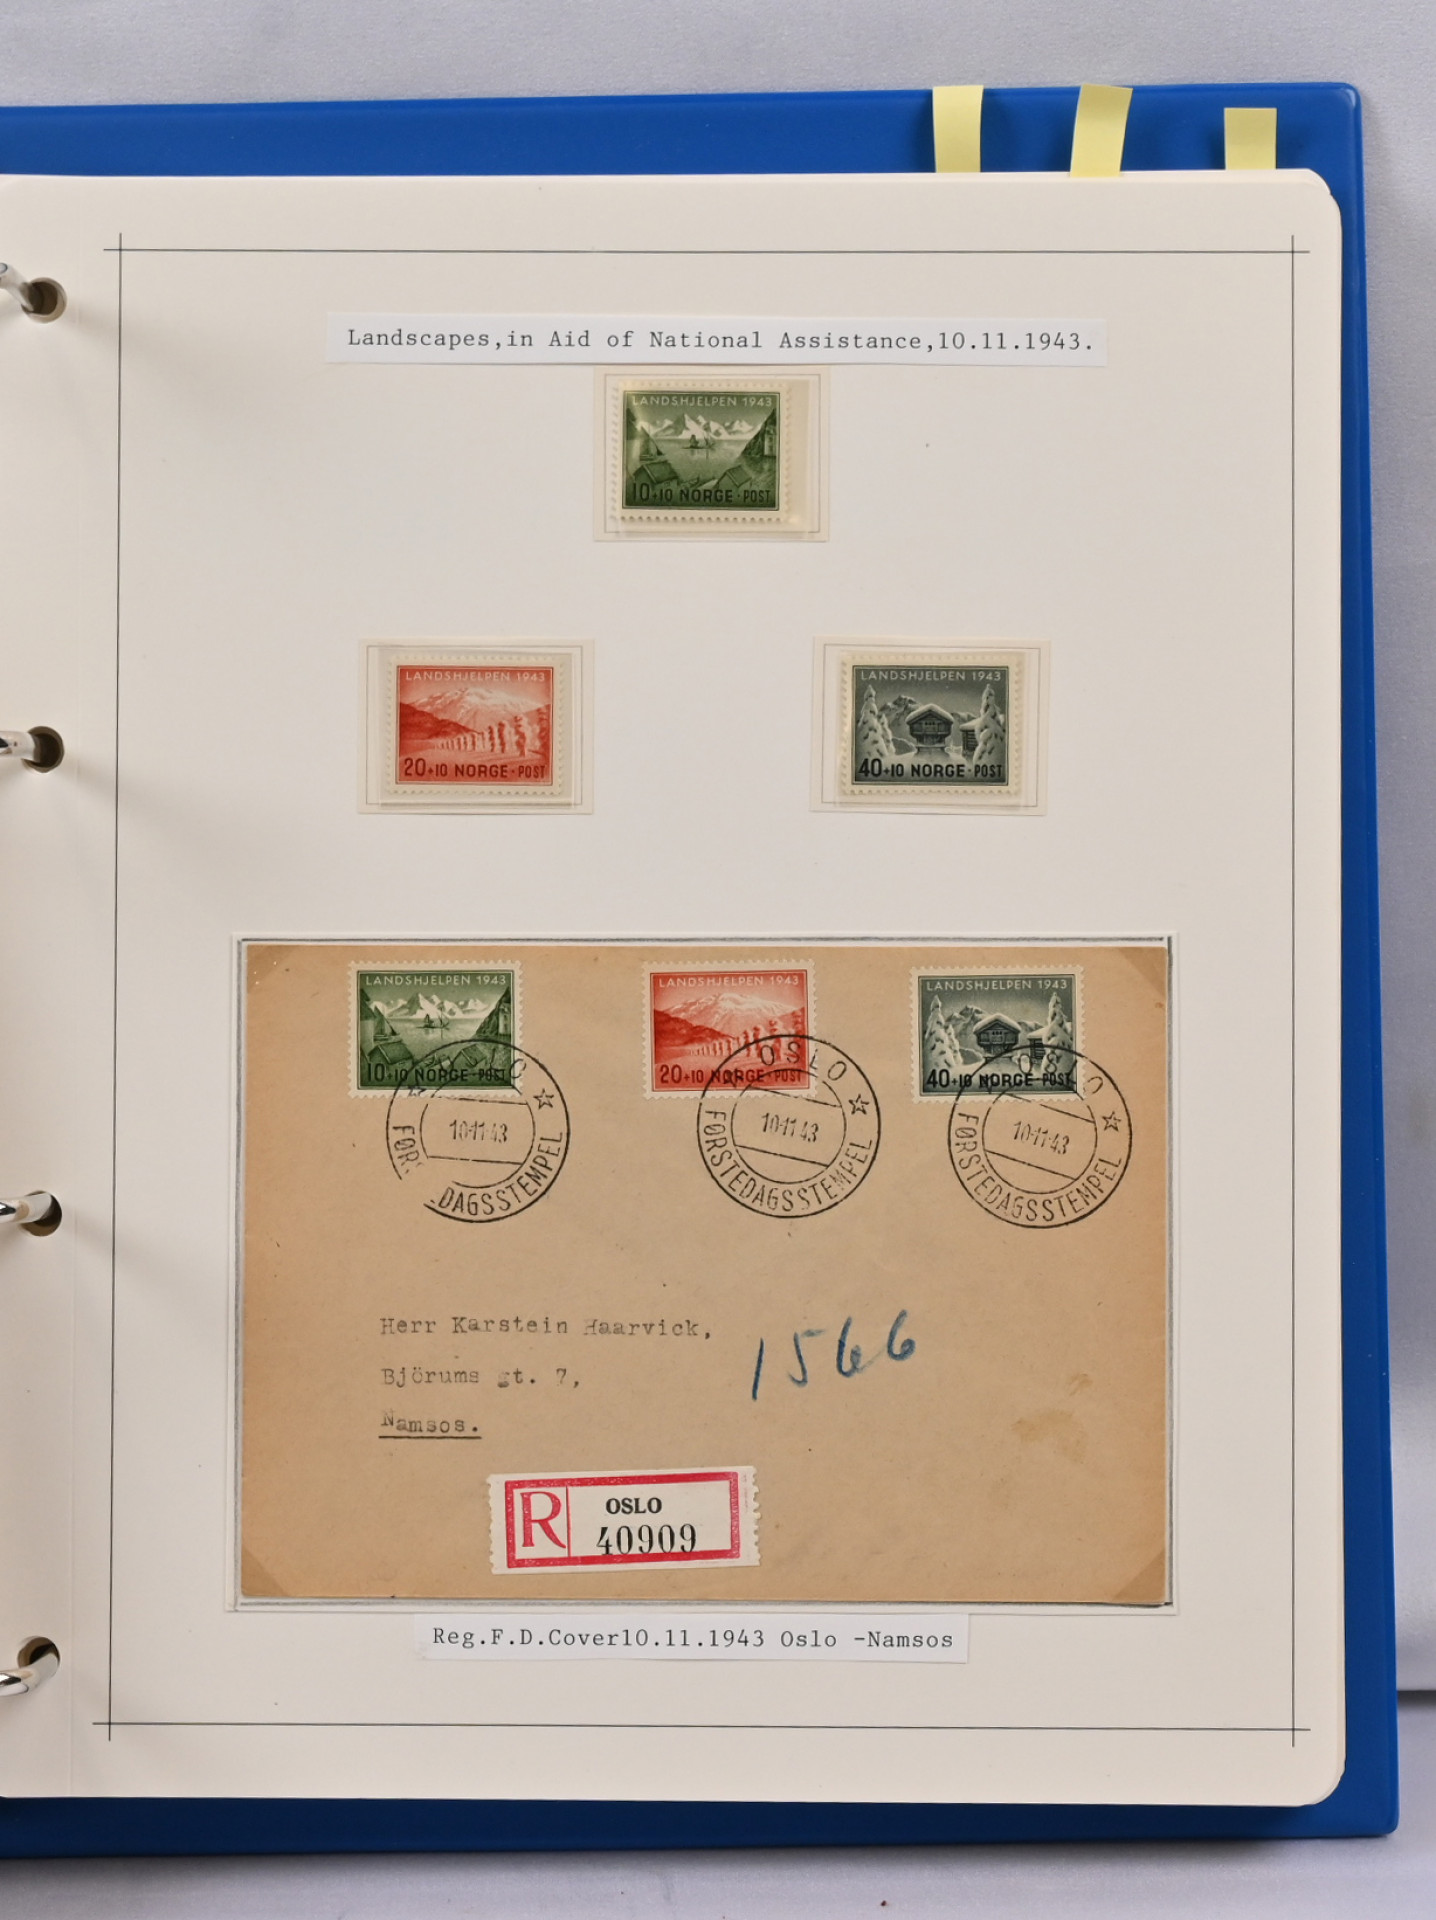 Landscapes,in Aid of National Assistance,10.11.1943.
LANDSHJELPEN 1943
10+10 NORGE·POST
LANDSHJELPEN 1943
20+10 NORGE·POST
LANDSHJELPEN 1943
40+10 NORGE·POST
LANDSHJELPEN 1943
10+10 NORGE·POST
LANDSHJELPEN 1943
20+10 NORGE·POST
LANDSHJELPEN 1943
40+10 NORGE·POST
OSLO
10·11·43
DAGSSTEMPEL
OSLO
10·11·43
FØRSTEDAGSSTEMPEL
OSLO
10·11·43
FØRSTEDAGSSTEMPEL
Herr Karstein Haarvick,
Björums gt. 7,
Namsos.
1566
R OSLO
40909
Reg.F.D.Cover10.11.1943 Oslo -Namsos